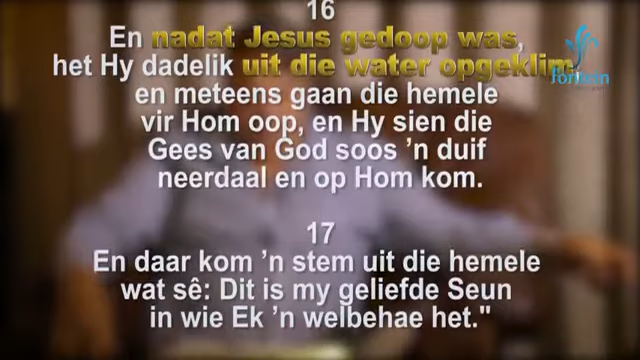 16
En nadat Jesus gedoop was,
het Hy dadelik uit die water opgeklim
en meteens gaan die hemele
vir Hom oop, en Hy sien die
Gees van God soos ’n duif
neerdaal en op Hom kom.
17
En daar kom ’n stem uit die hemele
wat sê: Dit is my geliefde Seun
in wie Ek ’n welbehae het."